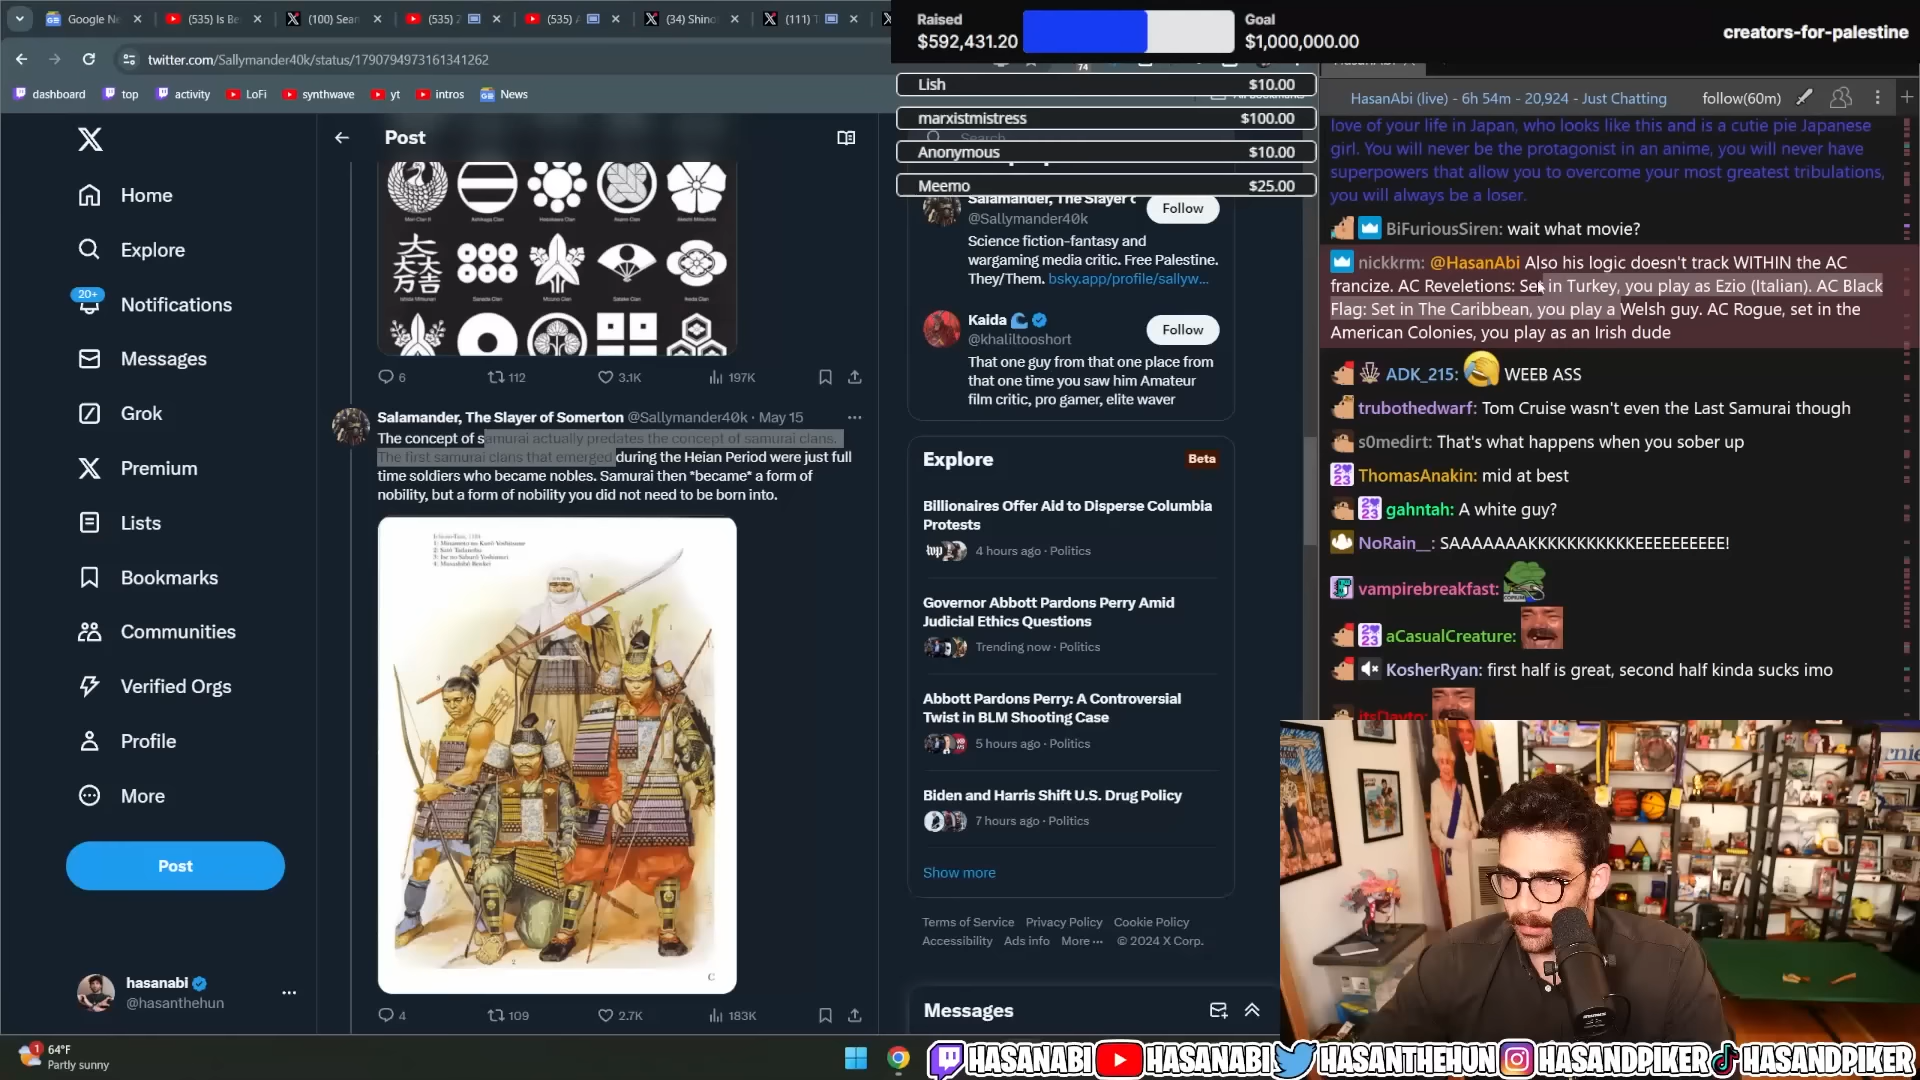 Google Ne
(535) Is Be
(100) Sean
(535)
(535)
(34) Shino
(111)
twitter.com/Sallymander40k/status/1790794973161341262
74
dashboard
top
activity
LoFi
synthwave
yt
intros
News
Raised
$592,431.20
Goal
$1,000,000.00
creators-for-palestine
Lish $10.00
marxistmistress $100.00
Anonymous $10.00
Meemo $25.00
Home
Explore
20+
Notifications
Messages
Grok
Premium
Lists
Bookmarks
Communities
Verified Orgs
Profile
More
Post
hasanabi
@hasanthehun
Post
6
112
3.1K
197K
Salamander, The Slayer of Somerton @Sallymander40k · May 15
The concept of samurai actually predates the concept of samurai clans.
The first samurai clans that emerged during the Heian Period were just full
time soldiers who became nobles. Samurai then *became* a form of
nobility, but a form of nobility you did not need to be born into.
C
4
109
2.7K
183K
Search
Salamander, The Slayer
@Sallymander40k
Follow
Science fiction-fantasy and
wargaming media critic. Free Palestine.
They/Them. bsky.app/profile/sallyw...
Kalda
@khaliltooshort
Follow
That one guy from that one place from
that one time you saw him Amateur
film critic, pro gamer, elite waver
Explore
Beta
Billionaires Offer Aid to Disperse Columbia
Protests
4 hours ago · Politics
Governor Abbott Pardons Perry Amid
Judicial Ethics Questions
Trending now · Politics
Abbott Pardons Perry: A Controversial
Twist in BLM Shooting Case
5 hours ago · Politics
Biden and Harris Shift U.S. Drug Policy
7 hours ago · Politics
Show more
Terms of Service Privacy Policy Cookie Policy
Accessibility Ads info More ··· © 2024 X Corp.
Messages
HasanAbi (live) - 6h 54m - 20,924 - Just Chatting
follow(60m)
love of your life in Japan, who looks like this and is a cutie pie Japanese
girl. You will never be the protagonist in an anime, you will never have
superpowers that allow you to overcome your most greatest tribulations,
you will always be a loser.
BiFuriousSiren: wait what movie?
nickkrm: @HasanAbi Also his logic doesn't track WITHIN the AC
francize. AC Reveletions: Set in Turkey, you play as Ezio (Italian). AC Black
Flag: Set in The Caribbean, you play a Welsh guy. AC Rogue, set in the
American Colonies, you play as an Irish dude
ADK_215: WEEB ASS
trubothedwarf: Tom Cruise wasn't even the Last Samurai though
s0medirt: That's what happens when you sober up
ThomasAnakin: mid at best
gahntah: A white guy?
NoRain__: SAAAAAAAKKKKKKKKKKKEEEEEEEEEE!
vampirebreakfast:
aCasualCreature:
KosherRyan: first half is great, second half kinda sucks imo
1
64°F
Partly sunny
HASANABI
HASANABI
HASANTHEHUN
HASANDPIKER
HASANDPIKER